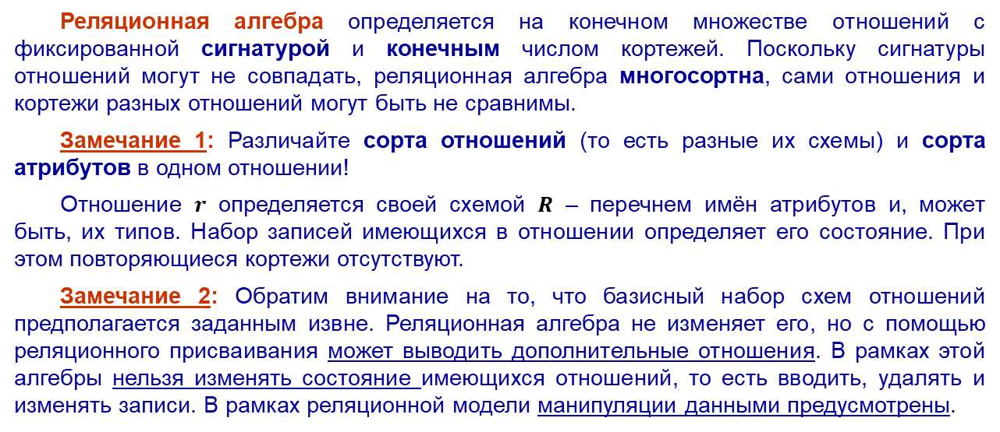 Реляционная алгебра определяется на конечном множестве отношений с
фиксированной сигнатурой и конечным числом кортежей. Поскольку сигнатуры
отношений могут не совпадать, реляционная алгебра многосортна, сами отношения и
кортежи разных отношений могут быть не сравнимы.
Замечание 1: Различайте сорта отношений (то есть разные их схемы) и сорта
атрибутов в одном отношении!
Отношение r определяется своей схемой R – перечнем имён атрибутов и, может
быть, их типов. Набор записей имеющихся в отношении определяет его состояние. При
этом повторяющиеся кортежи отсутствуют.
Замечание 2: Обратим внимание на то, что базисный набор схем отношений
предполагается заданным извне. Реляционная алгебра не изменяет его, но с помощью
реляционного присваивания может выводить дополнительные отношения. В рамках этой
алгебры нельзя изменять состояние имеющихся отношений, то есть вводить, удалять и
изменять записи. В рамках реляционной модели манипуляции данными предусмотрены.